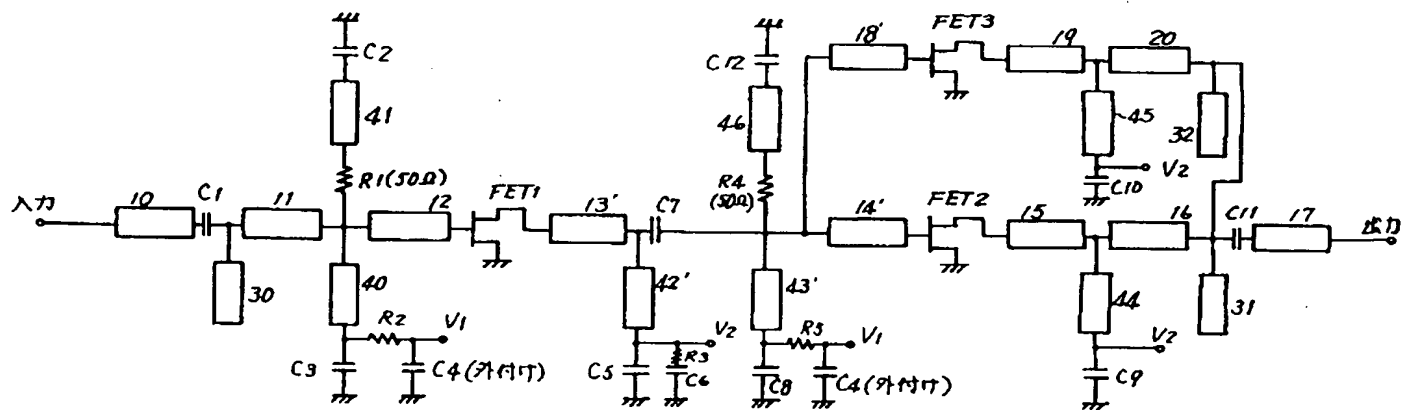 C2
C12
18'
FET3
19
20
41
46
45
32
R1(50Ω)
V2
C10
入力
10
C1
11
12
FET1
13'
C7
R4
(50Ω)
14'
FET2
15
16
C11
17
出力
30
40
42'
43'
44
31
R2
V1
V2
R5
V1
V2
C3
C4(外付け)
C5
R3
C6
C8
C4(外付け)
C9